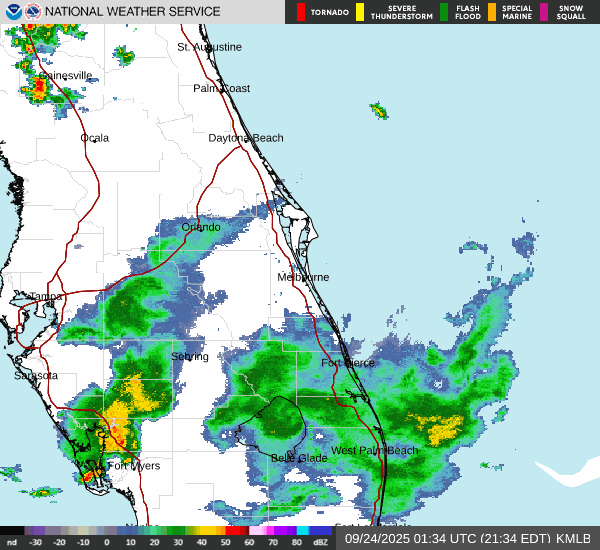 NATIONAL WEATHER SERVICE
TORNADO
SEVERE THUNDERSTORM
FLASH FLOOD
SPECIAL MARINE
SNOW SQUALL
St. Augustine
Gainesville
Palm Coast
Ocala
Daytona Beach
Orlando
Melbourne
Tampa
Sebring
Fort Pierce
Sarasota
West Palm Beach
Belle Glade
Fort Myers
nd -30 -20 -10 0 10 20 30 40 50 60 70 80 dBZ
09/24/2025 01:34 UTC (21:34 EDT) KMLB